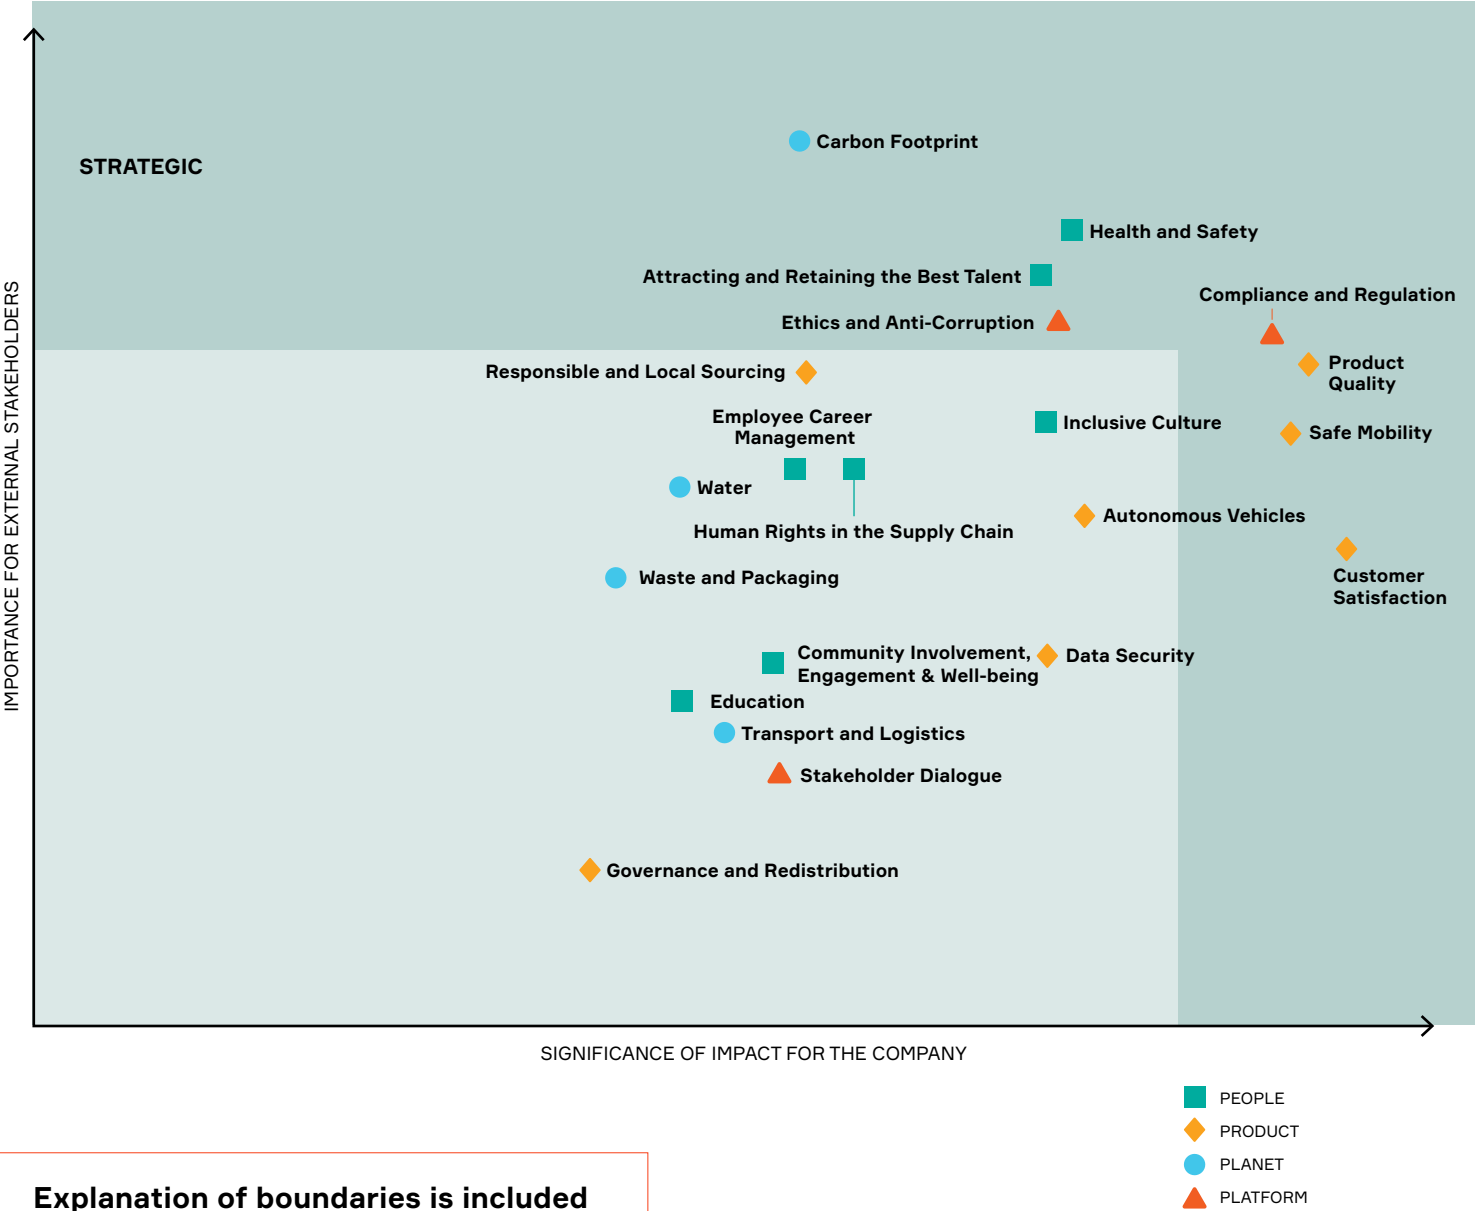 Carbon Footprint
STRATEGIC
Health and Safety
Attracting and Retaining the Best Talent
Compliance and Regulation
Ethics and Anti-Corruption
Product
Quality
Responsible and Local Sourcing
Employee Career
Management
Inclusive Culture
Safe Mobility
Water
Human Rights in the Supply Chain
Autonomous Vehicles
Customer
Satisfaction
Waste and Packaging
Community Involvement,
Engagement & Well-being
Data Security
Education
Transport and Logistics
Stakeholder Dialogue
Governance and Redistribution
IMPORTANCE FOR EXTERNAL STAKEHOLDERS
SIGNIFICANCE OF IMPACT FOR THE COMPANY
PEOPLE
PRODUCT
PLANET
PLATFORM
Explanation of boundaries is included